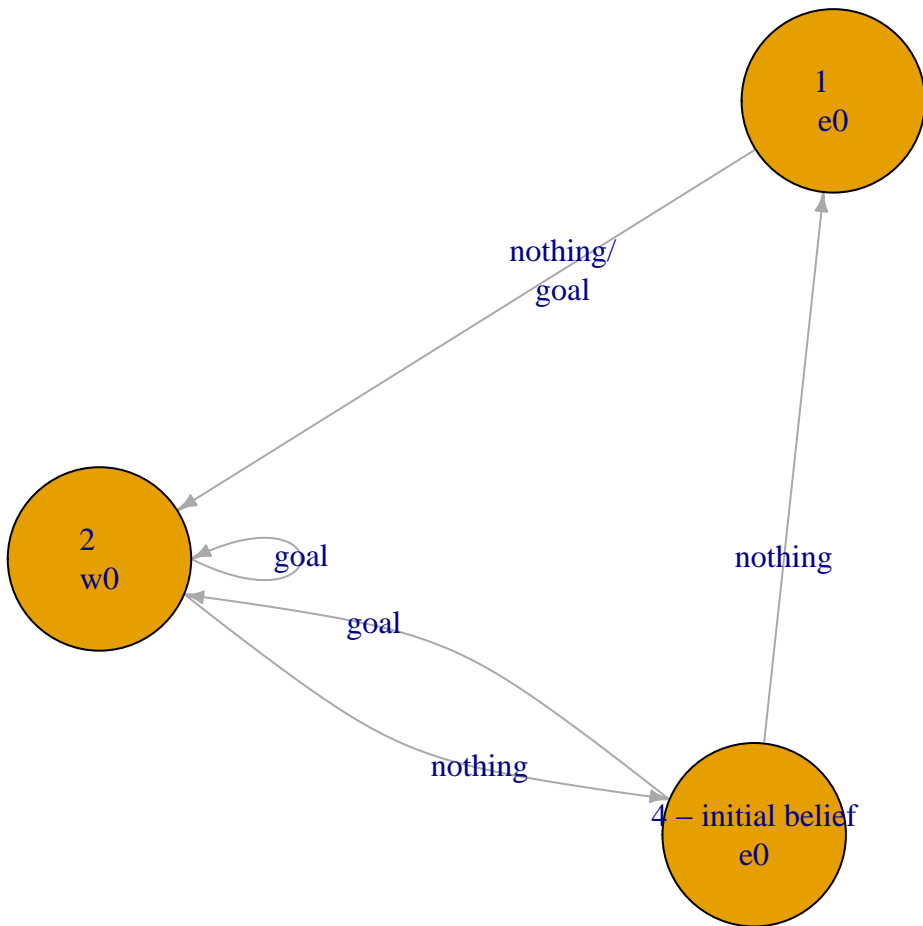 1
e0
nothing/
goal
2
w0
goal
nothing
goal
nothing
4 – initial belief
e0